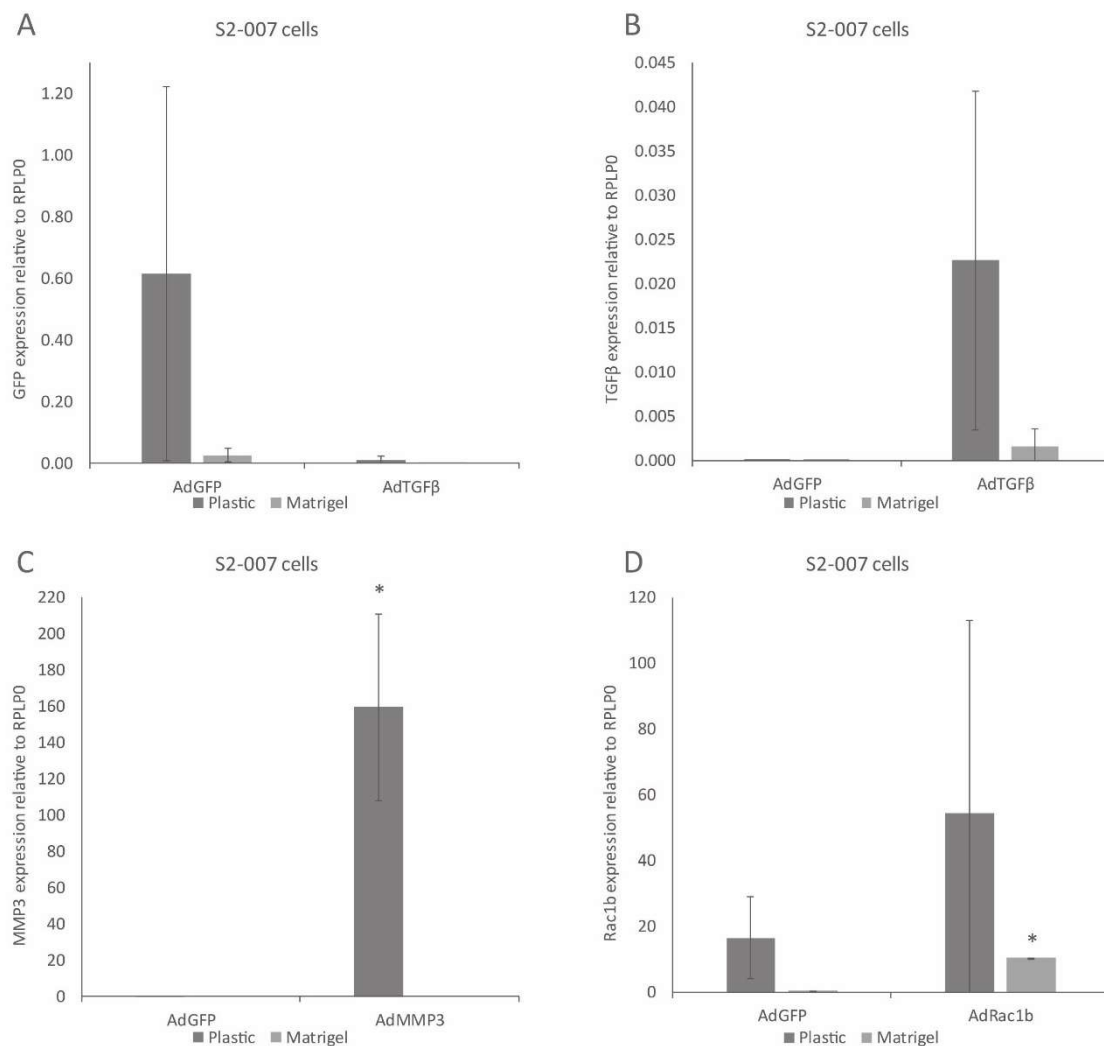 A
S2-007 cells
GFP expression relative to RPLP0
1.20
1.00
0.80
0.60
0.40
0.20
0.00
AdGFP
AdTGFβ
Plastic
Matrigel
B
S2-007 cells
TGFβ expression relative to RPLP0
0.045
0.040
0.035
0.030
0.025
0.020
0.015
0.010
0.005
0.000
AdGFP
AdTGFβ
Plastic
Matrigel
C
S2-007 cells
MMP3 expression relative to RPLP0
220
200
180
160
140
120
100
80
60
40
20
0
*
AdGFP
AdMMP3
Plastic
Matrigel
D
S2-007 cells
Rac1b expression relative to RPLP0
120
100
80
60
40
20
0
*
AdGFP
AdRac1b
Plastic
Matrigel